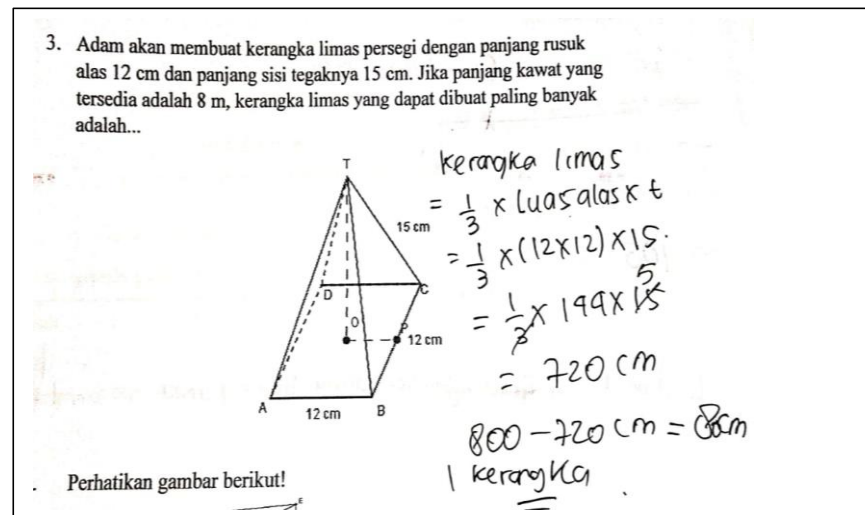 3. Adam akan membuat kerangka limas persegi dengan panjang rusuk
alas 12 cm dan panjang sisi tegaknya 15 cm. Jika panjang kawat yang
tersedia adalah 8 m, kerangka limas yang dapat dibuat paling banyak
adalah...
T
15 cm
D
C
O
P
12 cm
A
12 cm
B
kerangka limas
= 1/3 x Luas alas x t
= 1/3 x (12x12) x 15.
= 1/3 x 144 x 15 5
= 720 cm
800 - 720 cm = 80cm
1 kerangka
Perhatikan gambar berikut!
E